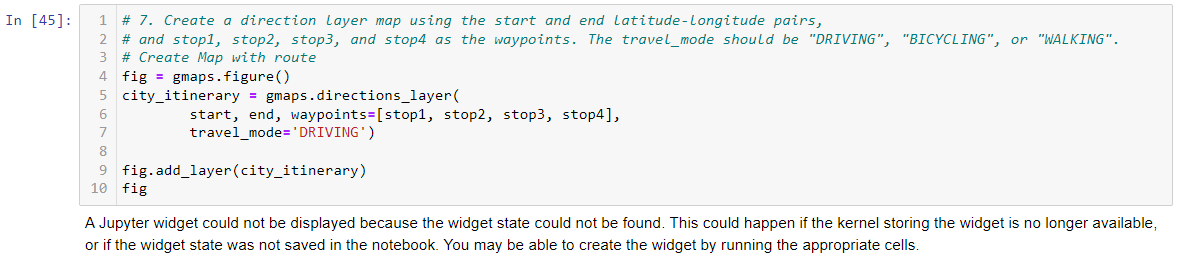 In [45]:
1 # 7. Create a direction layer map using the start and end latitude-longitude pairs,
2 # and stop1, stop2, stop3, and stop4 as the waypoints. The travel_mode should be "DRIVING", "BICYCLING", or "WALKING".
3 # Create Map with route
4 fig = gmaps.figure()
5 city_itinerary = gmaps.directions_layer(
6         start, end, waypoints=[stop1, stop2, stop3, stop4],
7         travel_mode='DRIVING')
8
9 fig.add_layer(city_itinerary)
10 fig
A Jupyter widget could not be displayed because the widget state could not be found. This could happen if the kernel storing the widget is no longer available,
or if the widget state was not saved in the notebook. You may be able to create the widget by running the appropriate cells.